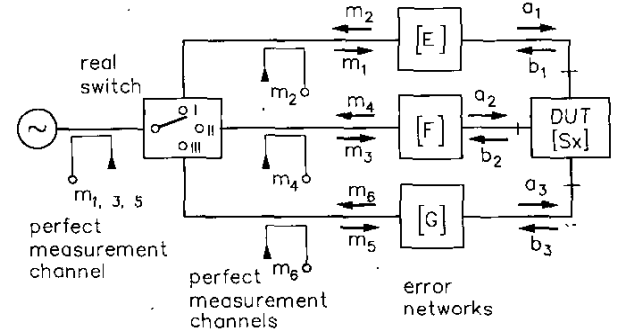 m2
a1
[E]
m1
b1
real
switch
m2
I
II
III
m4
a2
[F]
m3
b2
DUT
[Sx]
m4
m1, 3, 5
m6
a3
[G]
m5
b3
perfect
measurement
channel
perfect
measurement
channels
m6
error
networks